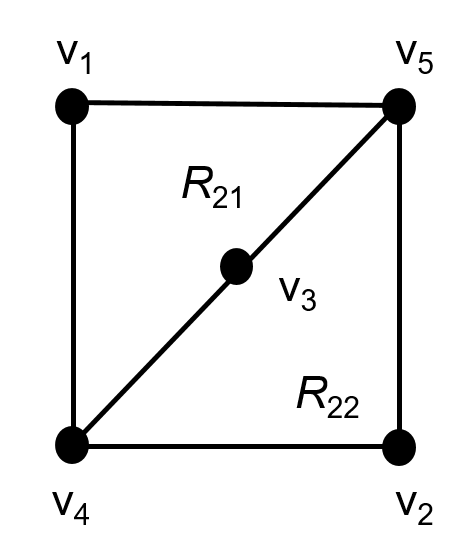 v₁
v₅
R₂₁
v₃
R₂₂
v₄
v₂